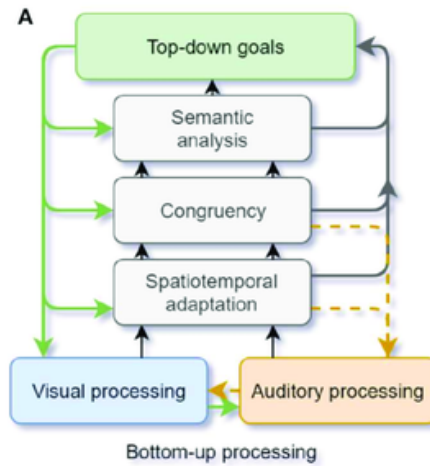 A
Top-down goals
Semantic
analysis
Congruency
Spatiotemporal
adaptation
Visual processing
Auditory processing
Bottom-up processing